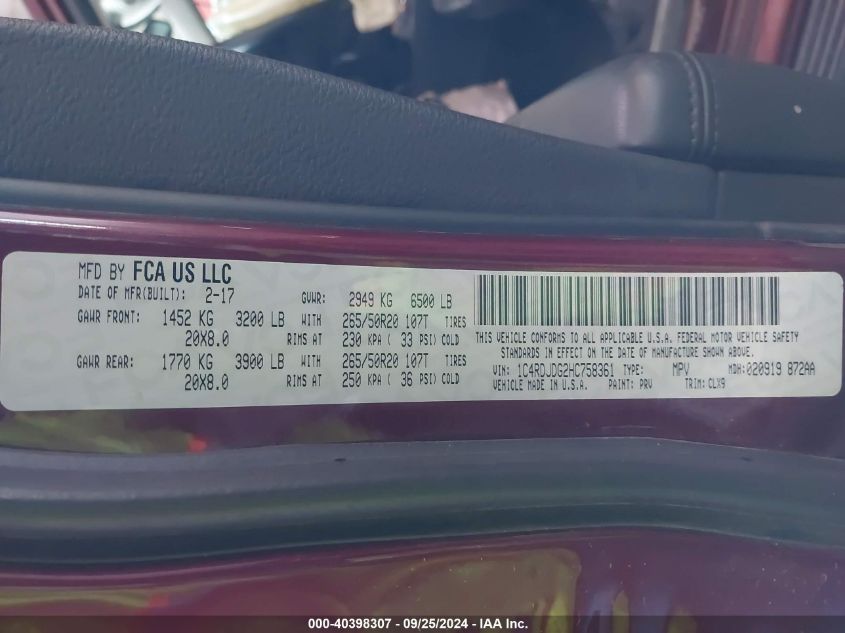 MFD BY FCA US LLC
DATE OF MFR(BUILT): 2-17 GVWR: 2949 KG 6500 LB
GAWR FRONT: 1452 KG 3200 LB WITH 265/50R20 107T TIRES
20X8.0 RIMS AT 230 KPA ( 33 PSI) COLD
GAWR REAR: 1770 KG 3900 LB WITH 265/50R20 107T TIRES
20X8.0 RIMS AT 250 KPA ( 36 PSI) COLD
THIS VEHICLE CONFORMS TO ALL APPLICABLE U.S.A. FEDERAL MOTOR VEHICLE SAFETY
STANDARDS IN EFFECT ON THE DATE OF MANUFACTURE SHOWN ABOVE.
VIN: 1C4RDJDG2HC758361 TYPE: MPV MDH:020919 872AA
VEHICLE MADE IN U.S.A. PAINT: PRV TRIM: CLX9
000-40398307 - 09/25/2024 - IAA Inc.